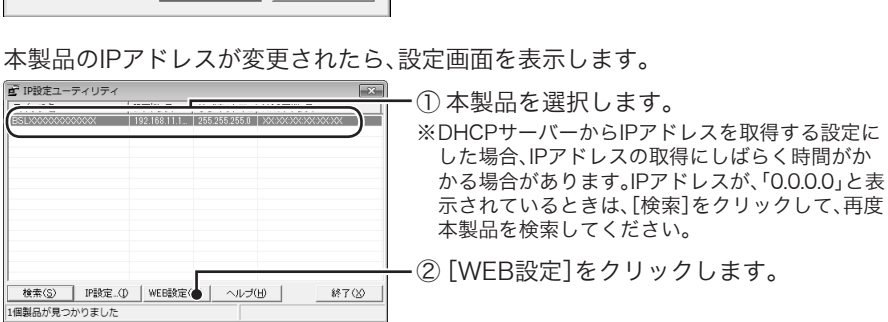 本製品のIPアドレスが変更されたら、設定画面を表示します。
IP設定ユーティリティ
BSLXXXXXXXXXXX 192.168.11.1... 255.255.255.0 XX:XX:XX:XX:XX:XX
① 本製品を選択します。
※DHCPサーバーからIPアドレスを取得する設定に
した場合、IPアドレスの取得にしばらく時間がか
かる場合があります。IPアドレスが、「0.0.0.0」と表
示されているときは、[検索]をクリックして、再度
本製品を検索してください。
② [WEB設定]をクリックします。
検索(S) IP設定..(I) WEB設定( ヘルプ(H) 終了(X)
1個製品が見つかりました